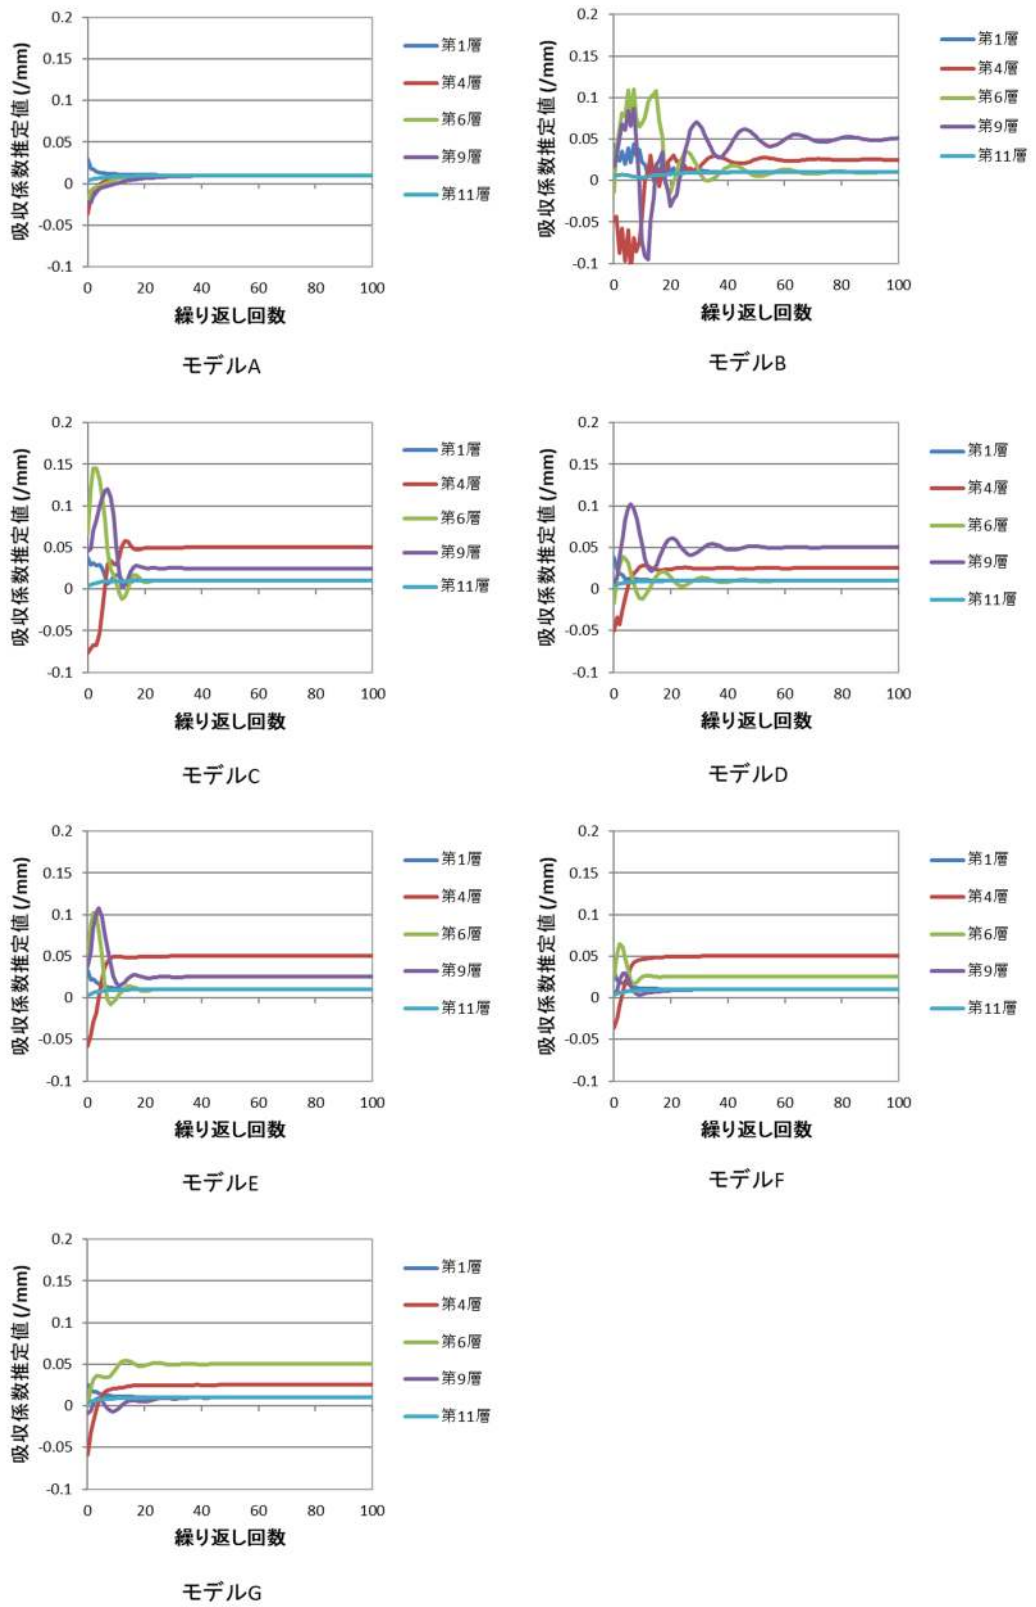 吸収係数推定値(/mm)
0.2
0.15
0.1
0.05
0
-0.05
-0.1
0 20 40 60 80 100
繰り返し回数
第1層
第4層
第6層
第9層
第11層
モデルA
吸収係数推定値(/mm)
0.2
0.15
0.1
0.05
0
-0.05
-0.1
0 20 40 60 80 100
繰り返し回数
第1層
第4層
第6層
第9層
第11層
モデルB
吸収係数推定値(/mm)
0.2
0.15
0.1
0.05
0
-0.05
-0.1
0 20 40 60 80 100
繰り返し回数
第1層
第4層
第6層
第9層
第11層
モデルC
吸収係数推定値(/mm)
0.2
0.15
0.1
0.05
0
-0.05
-0.1
0 20 40 60 80 100
繰り返し回数
第1層
第4層
第6層
第9層
第11層
モデルD
吸収係数推定値(/mm)
0.2
0.15
0.1
0.05
0
-0.05
-0.1
0 20 40 60 80 100
繰り返し回数
第1層
第4層
第6層
第9層
第11層
モデルE
吸収係数推定値(/mm)
0.2
0.15
0.1
0.05
0
-0.05
-0.1
0 20 40 60 80 100
繰り返し回数
第1層
第4層
第6層
第9層
第11層
モデルF
吸収係数推定値(/mm)
0.2
0.15
0.1
0.05
0
-0.05
-0.1
0 20 40 60 80 100
繰り返し回数
第1層
第4層
第6層
第9層
第11層
モデルG